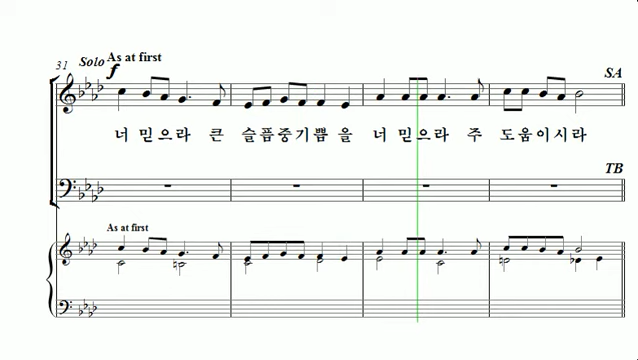 31 Solo As at first
f
SA
너 믿으라 큰 슬픔중기쁨 을 너 믿으라 주 도움이시라
TB
As at first